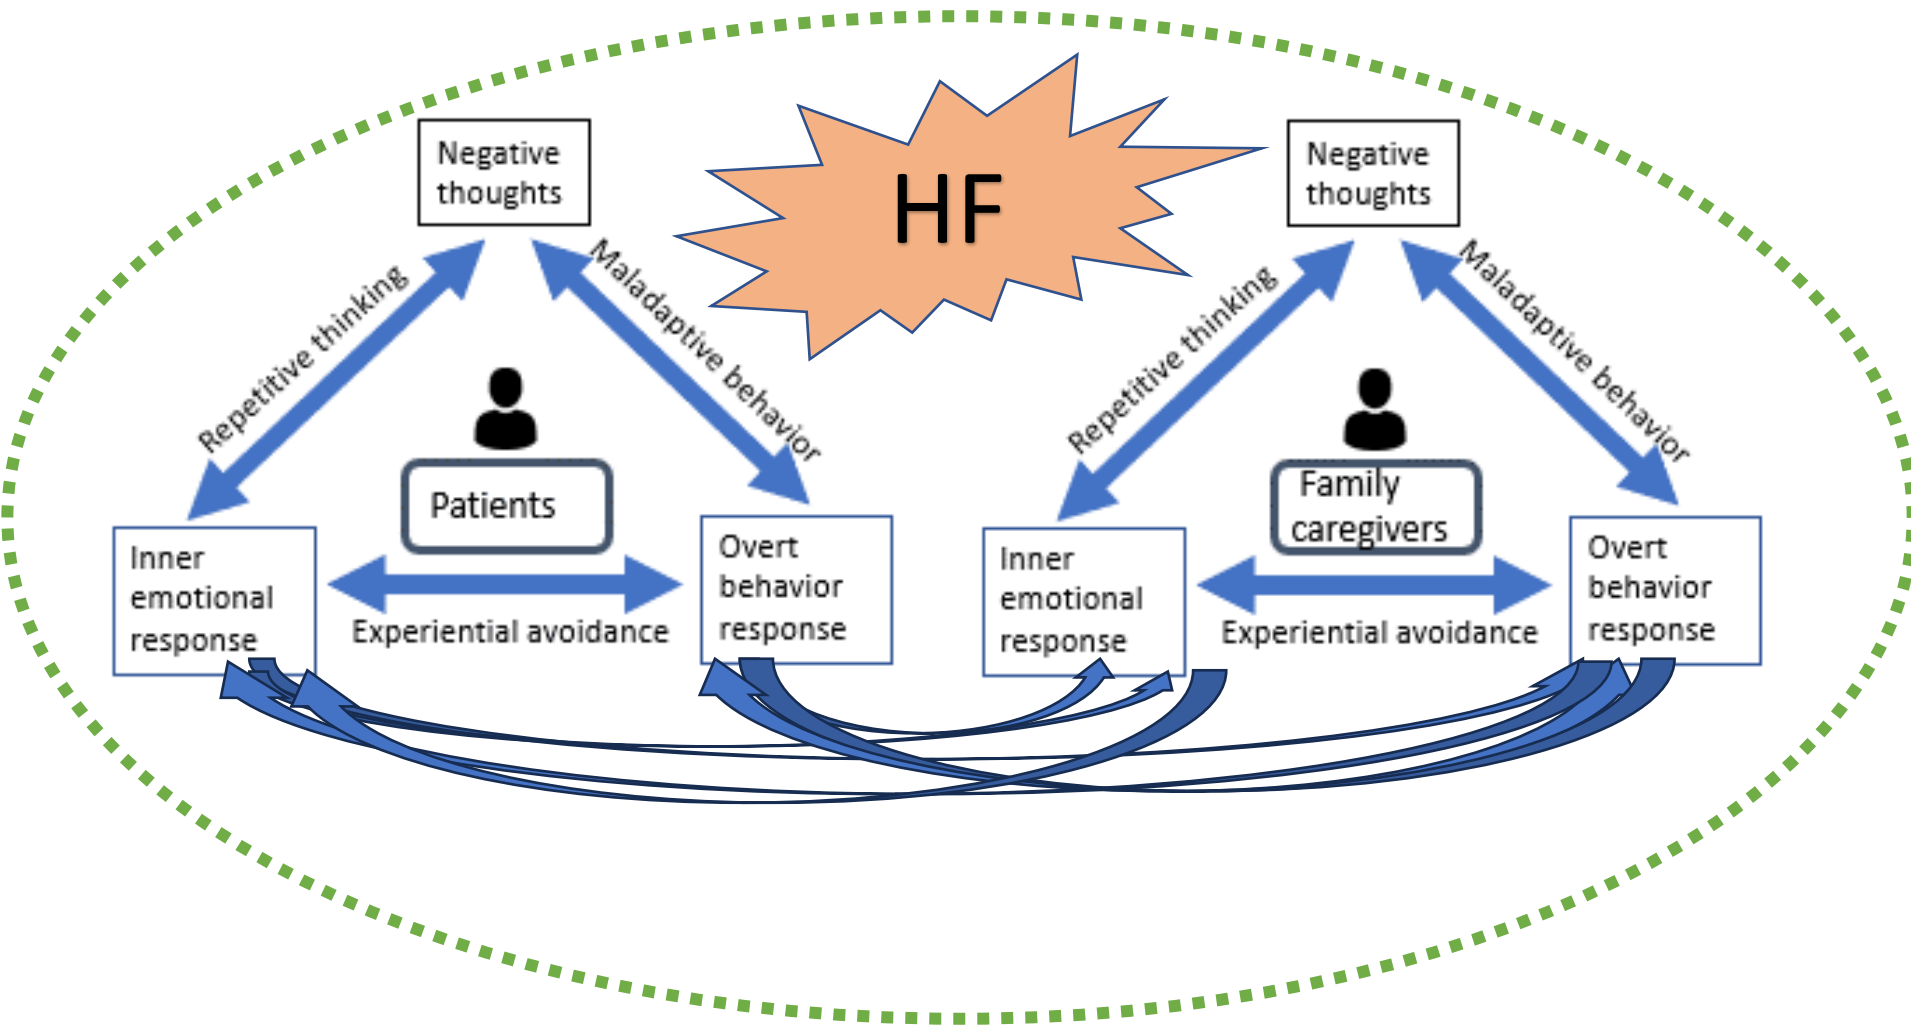 HF
Negative
thoughts
Repetitive thinking
Maladaptive behavior
Patients
Inner
emotional
response
Experiential avoidance
Overt
behavior
response
Negative
thoughts
Repetitive thinking
Maladaptive behavior
Family
caregivers
Inner
emotional
response
Experiential avoidance
Overt
behavior
response